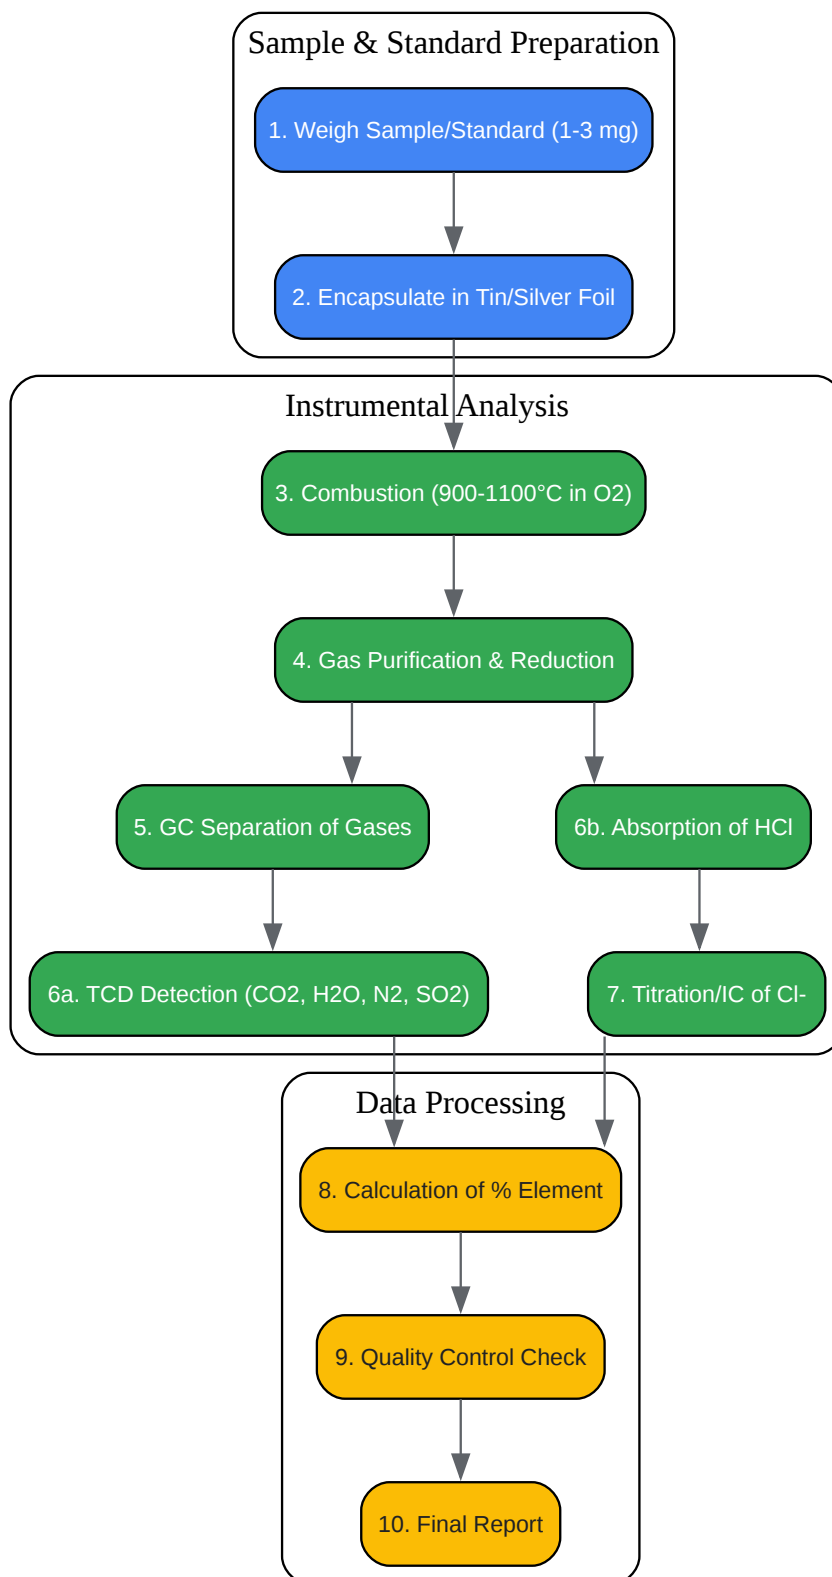 Sample & Standard Preparation
1. Weigh Sample/Standard (1-3 mg)
2. Encapsulate in Tin/Silver Foil
Instrumental Analysis
3. Combustion (900-1100°C in O2)
4. Gas Purification & Reduction
5. GC Separation of Gases
6b. Absorption of HCl
6a. TCD Detection (CO2, H2O, N2, SO2)
7. Titration/IC of Cl-
Data Processing
8. Calculation of % Element
9. Quality Control Check
10. Final Report